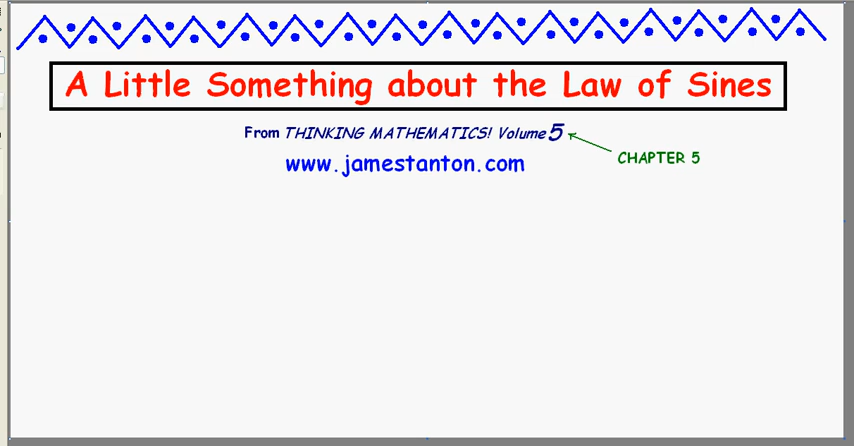 A Little Something about the Law of Sines
From THINKING MATHEMATICS! Volume 5
CHAPTER 5
www.jamestanton.com